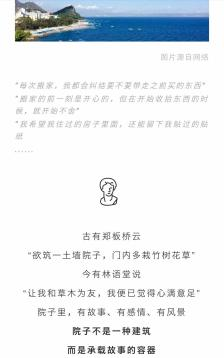 图片源自网络
“每次搬家，我都会纠结要不要带走之前买的东西”
“搬家的前一刻是开心的，但在开始收拾东西的时
候，就开始不舍”
“我希望我住过的房子里面，还能留下我贴过的贴
纸
......
古有郑板桥云
“欲筑一土墙院子，门内多栽竹树花草”
今有林语堂说
“让我和草木为友，我便已觉得心满意足”
院子里，有故事、有感情、有风景
院子不是一种建筑
而是承载故事的容器